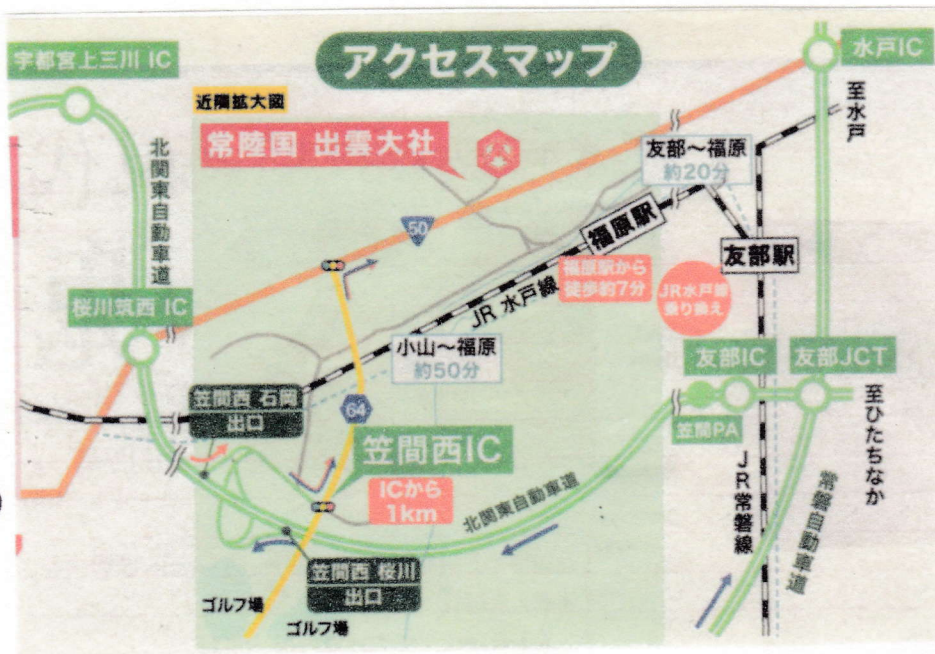 アクセスマップ
宇都宮上三川 IC
水戸IC
近隣拡大図
至水戸
常陸国 出雲大社
友部～福原
約20分
北関東自動車道
50
福原駅
友部駅
福原駅から
徒歩約7分
JR水戸線
乗り換え
JR 水戸線
桜川筑西 IC
小山～福原
約50分
友部IC
友部JCT
笠間西 石岡
出口
64
笠間PA
至ひたちなか
笠間西IC
ICから
1km
北関東自動車道
JR常磐線
常磐自動車道
笠間西 桜川
出口
ゴルフ場
ゴルフ場